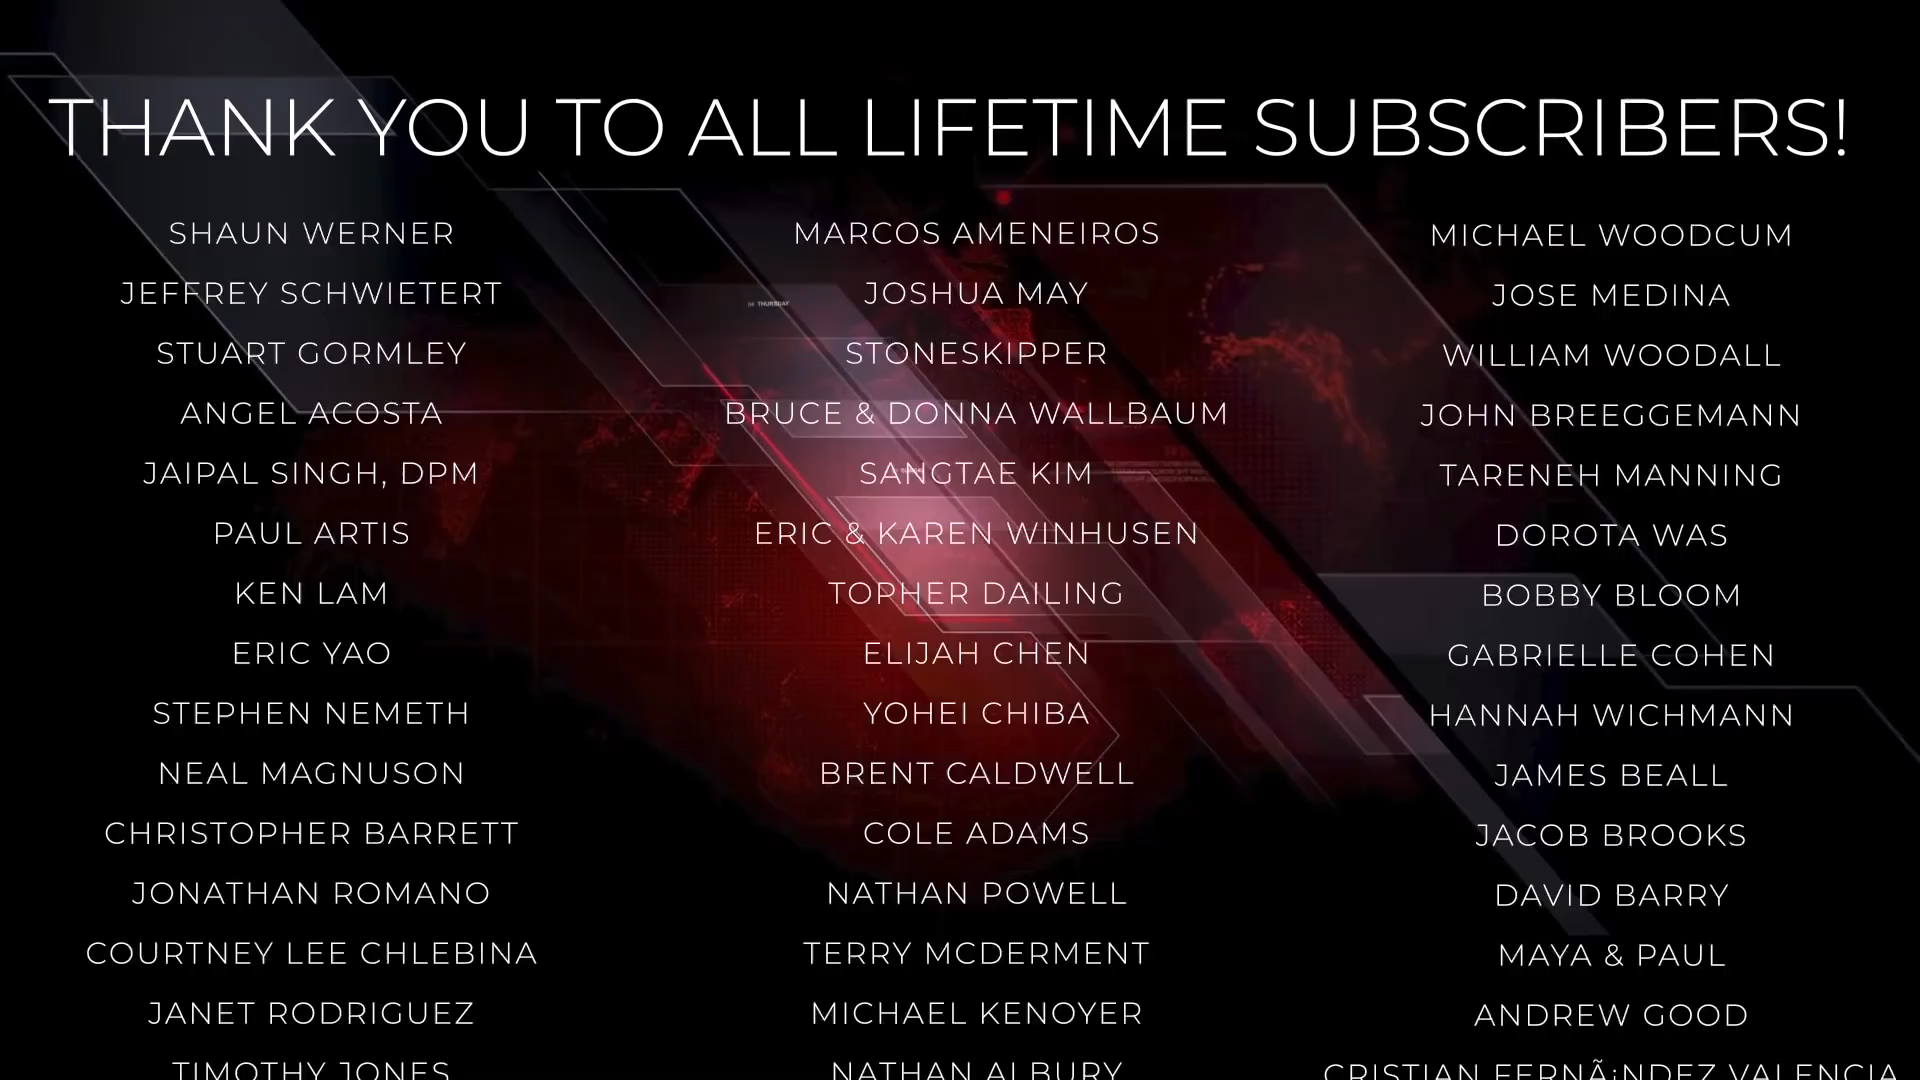 THANK YOU TO ALL LIFETIME SUBSCRIBERS!
SHAUN WERNER
JEFFREY SCHWIETERT
STUART GORMLEY
ANGEL ACOSTA
JAIPAL SINGH, DPM
PAUL ARTIS
KEN LAM
ERIC YAO
STEPHEN NEMETH
NEAL MAGNUSON
CHRISTOPHER BARRETT
JONATHAN ROMANO
COURTNEY LEE CHLEBINA
JANET RODRIGUEZ
TIMOTHY JONES
MARCOS AMENEIROS
JOSHUA MAY
STONESKIPPER
BRUCE & DONNA WALLBAUM
SANGTAE KIM
ERIC & KAREN WINHUSEN
TOPHER DAILING
ELIJAH CHEN
YOHEI CHIBA
BRENT CALDWELL
COLE ADAMS
NATHAN POWELL
TERRY MCDERMENT
MICHAEL KENOYER
NATHAN ALBURY
MICHAEL WOODCUM
JOSE MEDINA
WILLIAM WOODALL
JOHN BREEGGEMANN
TARENEH MANNING
DOROTA WAS
BOBBY BLOOM
GABRIELLE COHEN
HANNAH WICHMANN
JAMES BEALL
JACOB BROOKS
DAVID BARRY
MAYA & PAUL
ANDREW GOOD
CRISTIAN FERNÃ¡NDEZ VALENCIA
THURSDAY